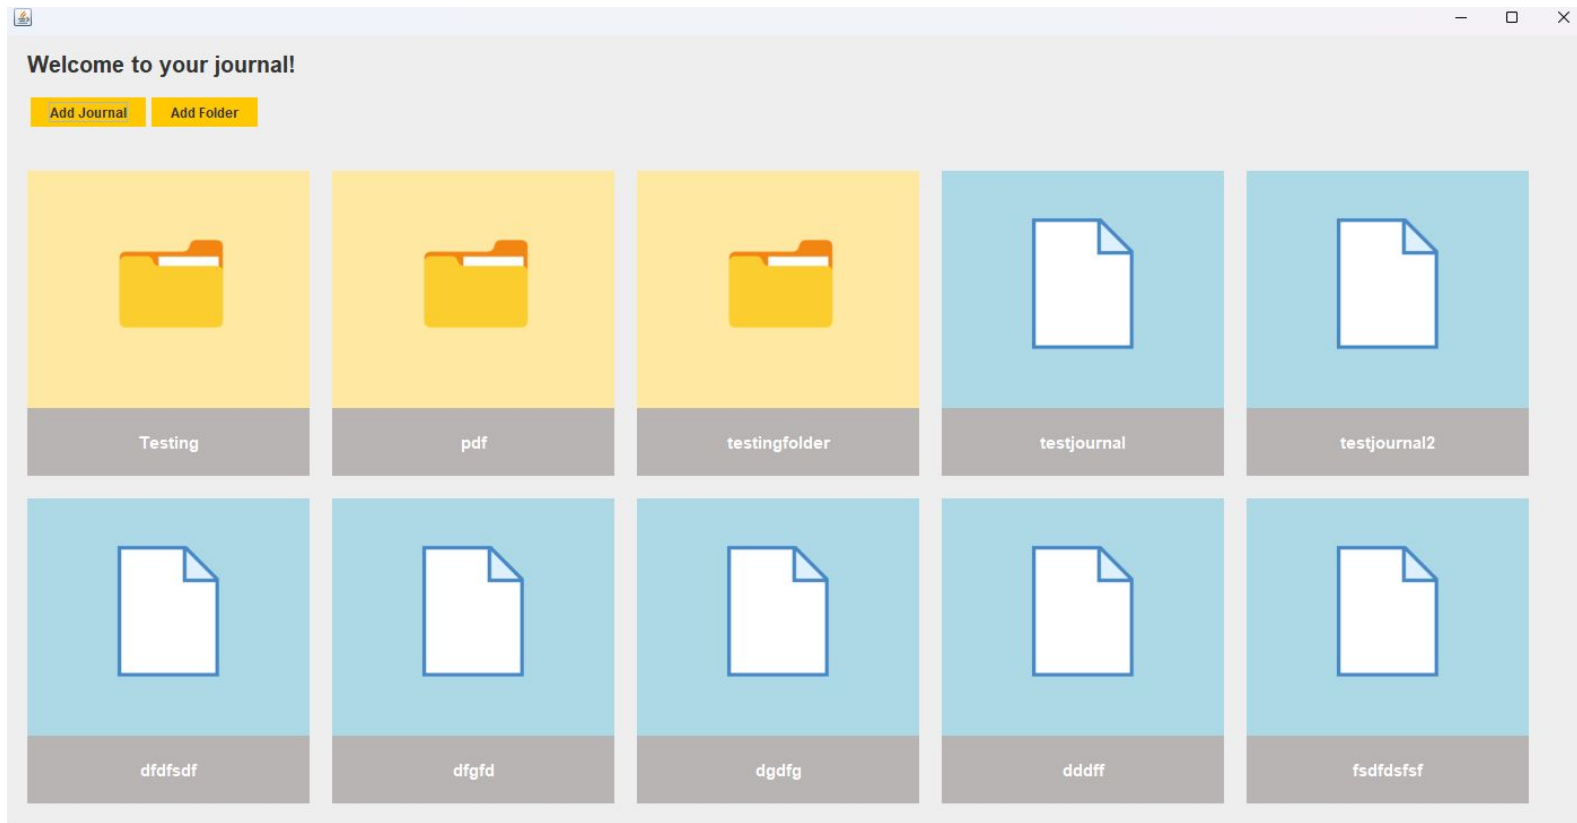 Welcome to your journal!
Add Journal Add Folder
Testing pdf testingfolder testjournal testjournal2
dfdfsdf dfgfd dgdfg dddff fsdfdsfsf